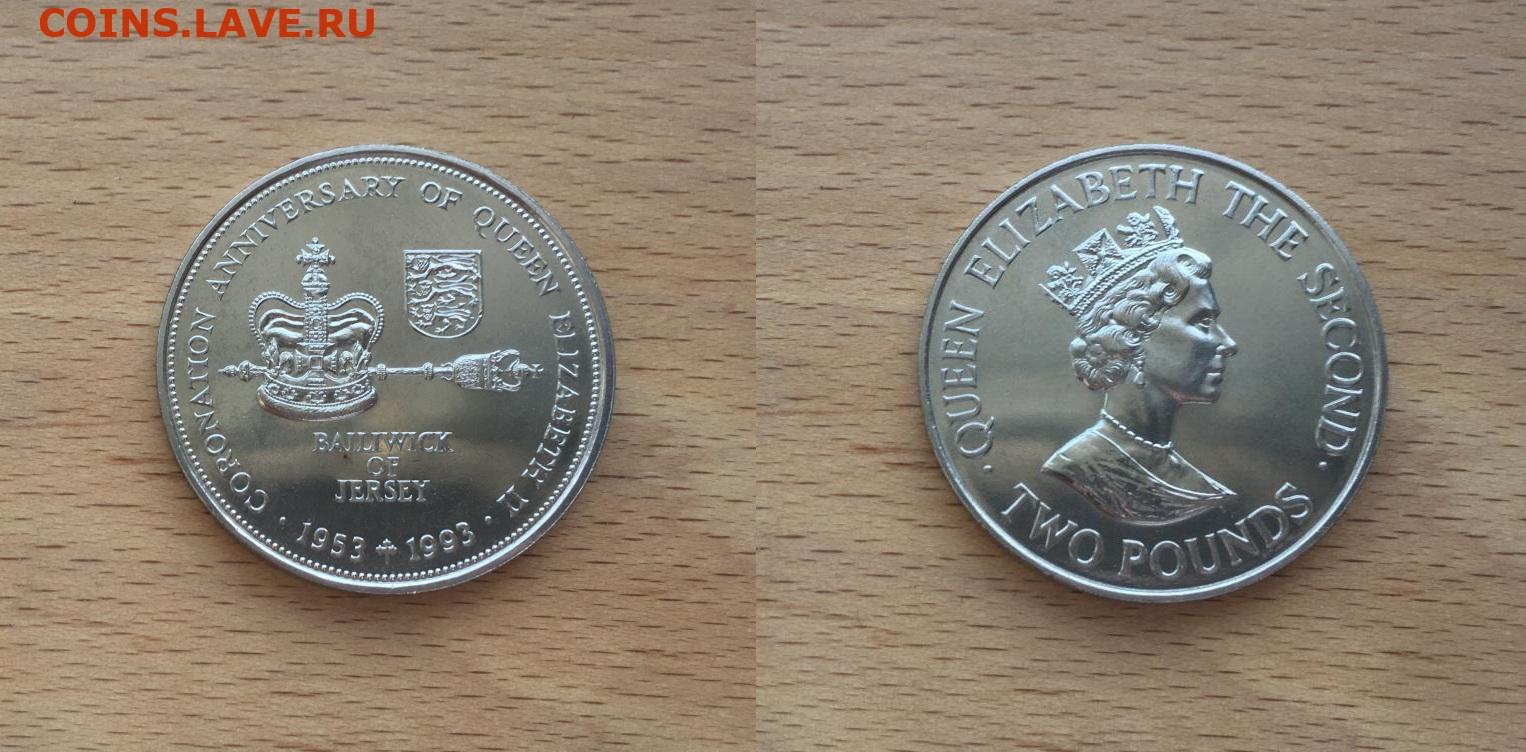 COINS.LAVE.RU
CORONATION ANNIVERSARY OF QUEEN ELIZABETH II
BAILIWICK
OF
JERSEY
· 1953 1993 ·
· QUEEN ELIZABETH THE SECOND ·
TWO POUNDS